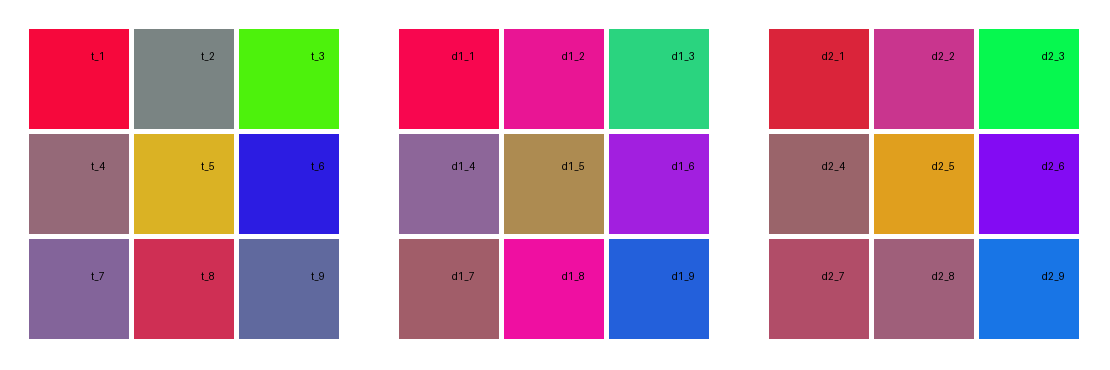 t_1 t_2 t_3 d1_1 d1_2 d1_3 d2_1 d2_2 d2_3
t_4 t_5 t_6 d1_4 d1_5 d1_6 d2_4 d2_5 d2_6
t_7 t_8 t_9 d1_7 d1_8 d1_9 d2_7 d2_8 d2_9